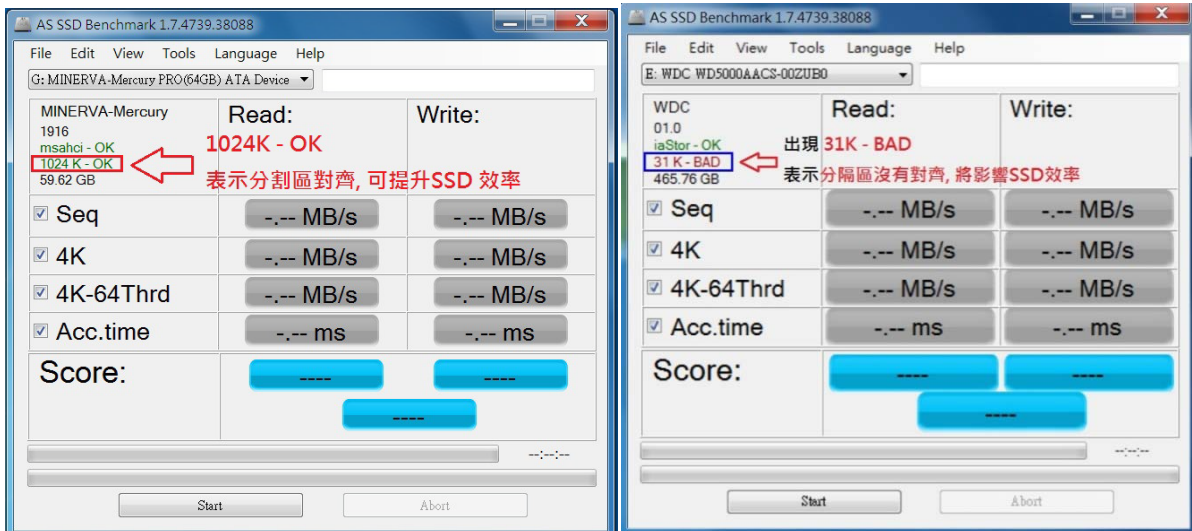 AS SSD Benchmark 1.7.4739.38088
File Edit View Tools Language Help
G: MINERVA-Mercury PRO(64GB) ATA Device
MINERVA-Mercury
1916
msahci - OK
1024 K - OK
59.62 GB
Read:
Write:
1024K - OK
表示分割區對齊, 可提升SSD 效率
Seq
-.-- MB/s
-.-- MB/s
4K
-.-- MB/s
-.-- MB/s
4K-64Thrd
-.-- MB/s
-.-- MB/s
Acc.time
-.-- ms
-.-- ms
Score:
----
----
----
--:--:--
Start
Abort
AS SSD Benchmark 1.7.4739.38088
File Edit View Tools Language Help
E: WDC WD5000AACS-00ZUB0
WDC
01.0
iaStor - OK
31 K - BAD
465.76 GB
Read:
Write:
出現 31K - BAD
表示分隔區沒有對齊, 將影響SSD效率
Seq
-.-- MB/s
-.-- MB/s
4K
-.-- MB/s
-.-- MB/s
4K-64Thrd
-.-- MB/s
-.-- MB/s
Acc.time
-.-- ms
-.-- ms
Score:
----
----
----
--:--:--
Start
Abort